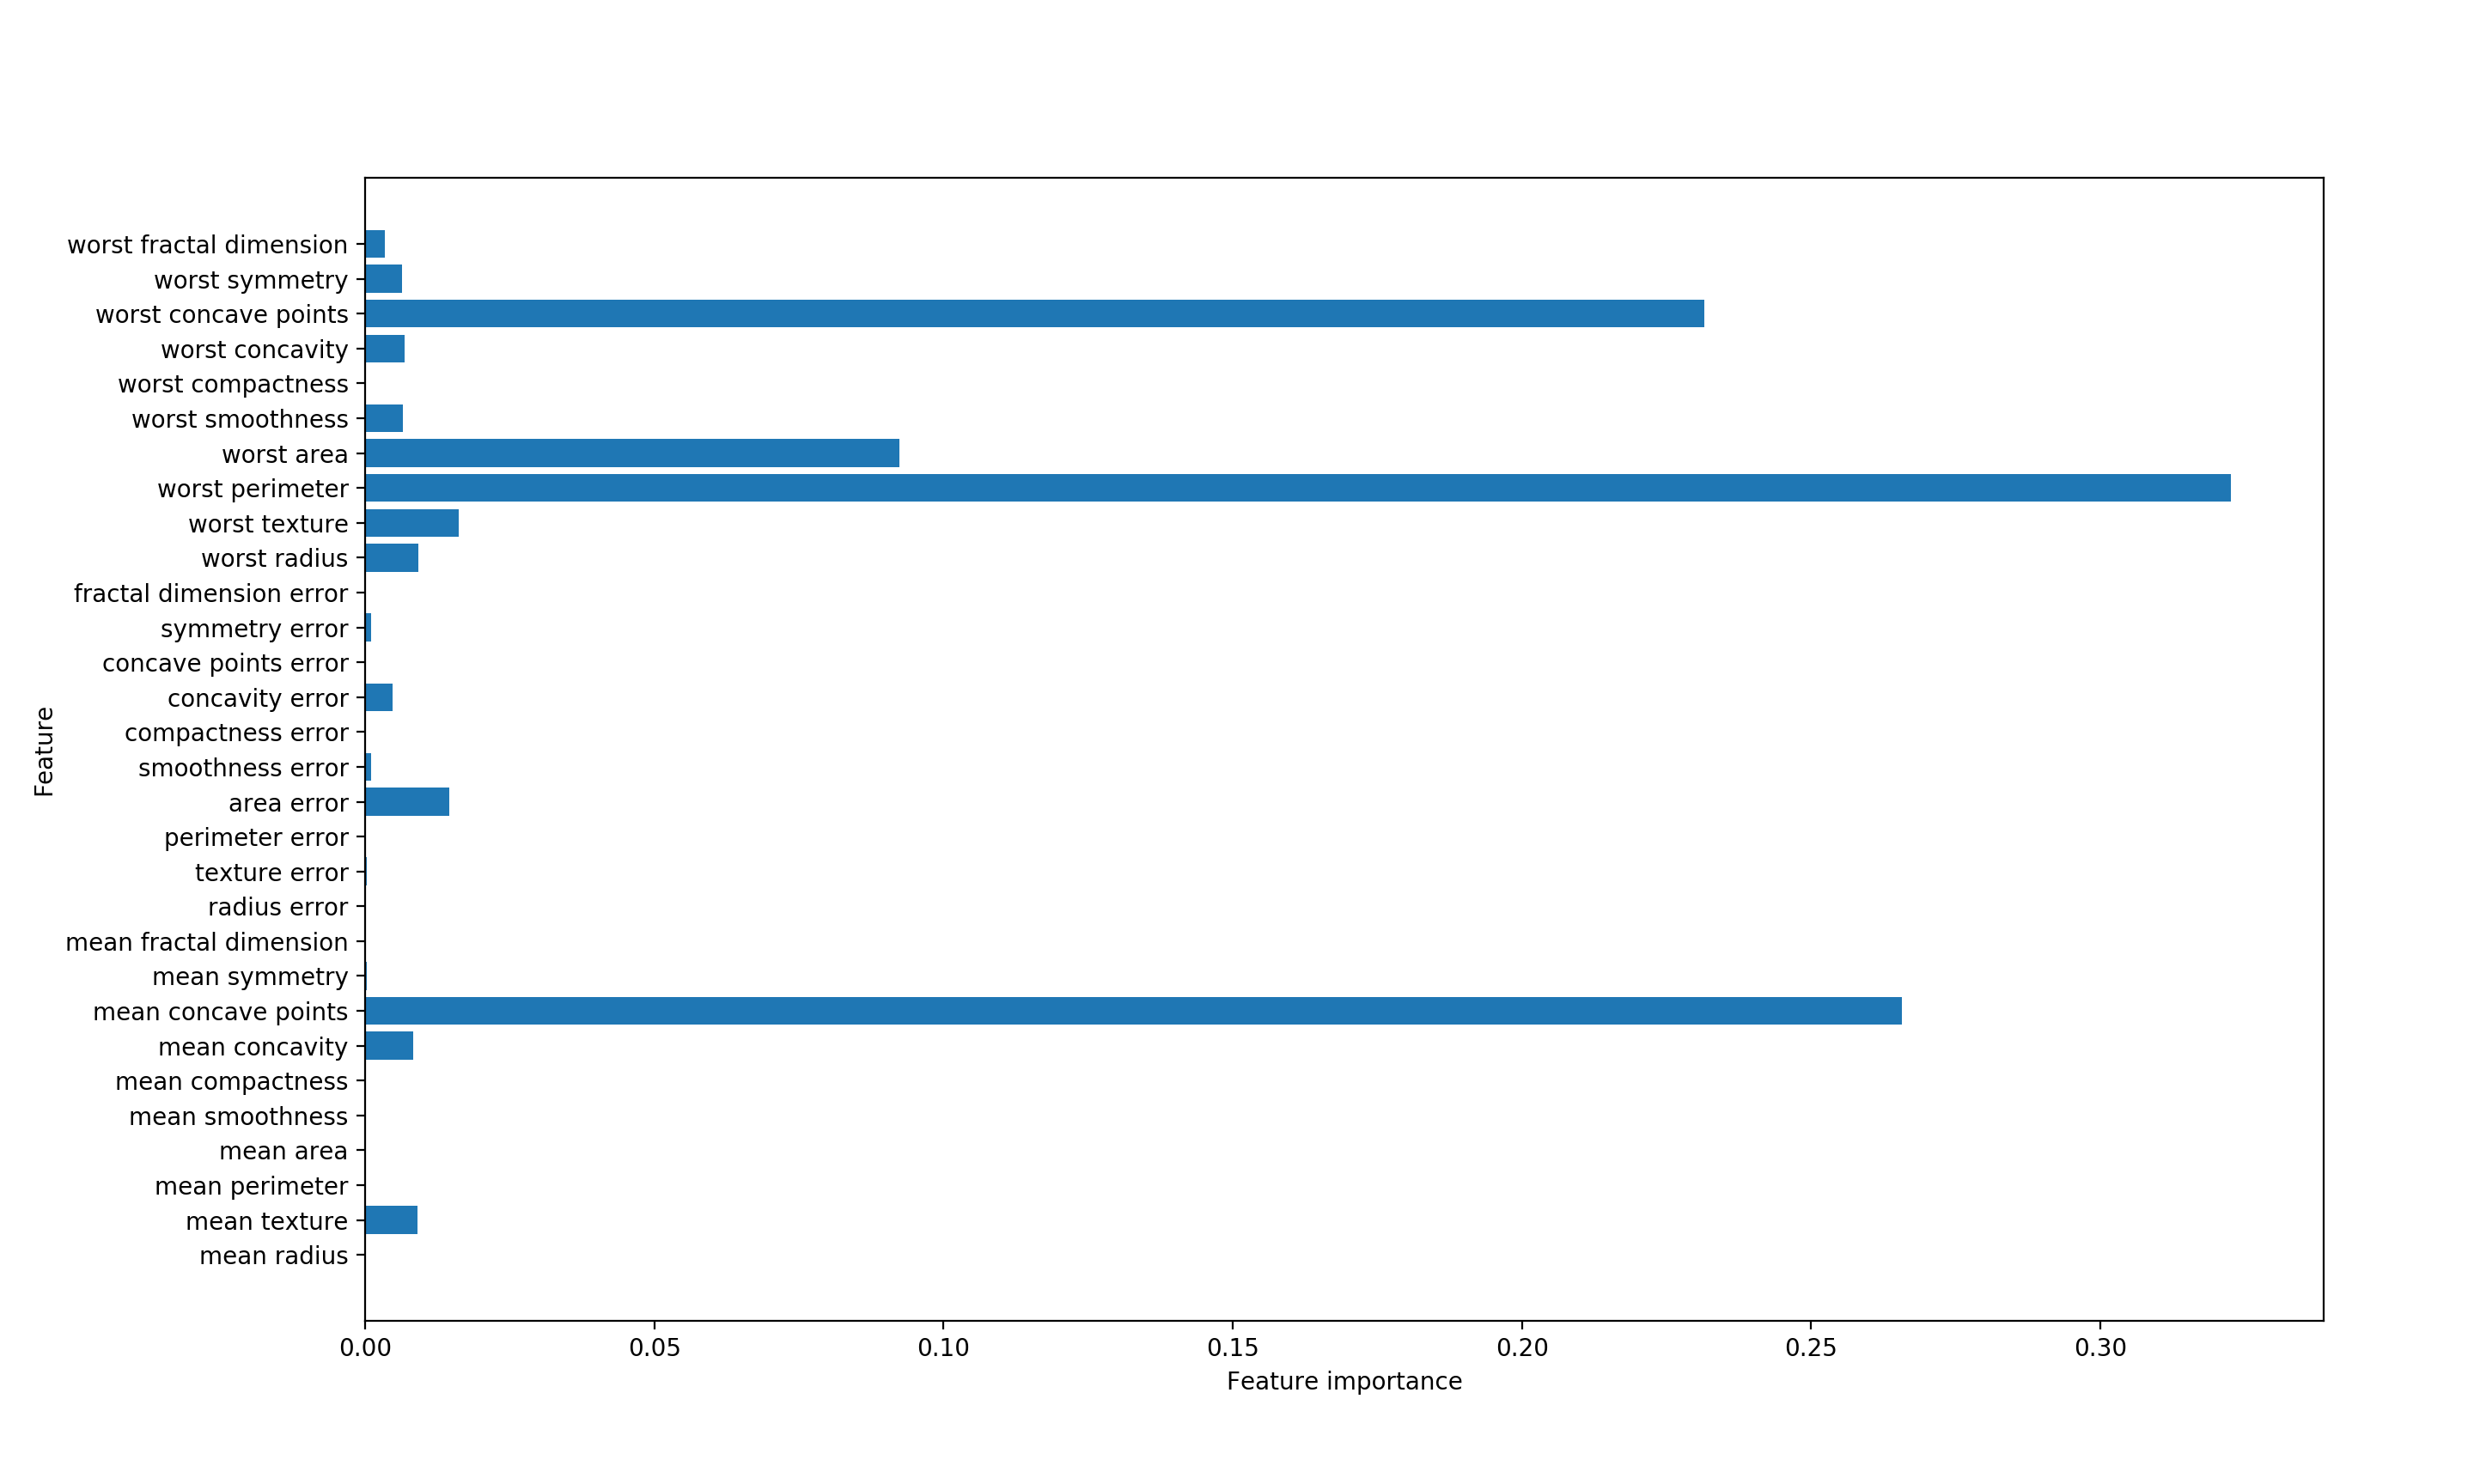 worst fractal dimension
worst symmetry
worst concave points
worst concavity
worst compactness
worst smoothness
worst area
worst perimeter
worst texture
worst radius
fractal dimension error
symmetry error
concave points error
concavity error
compactness error
smoothness error
area error
perimeter error
texture error
radius error
mean fractal dimension
mean symmetry
mean concave points
mean concavity
mean compactness
mean smoothness
mean area
mean perimeter
mean texture
mean radius
Feature
0.00 0.05 0.10 0.15 0.20 0.25 0.30
Feature importance